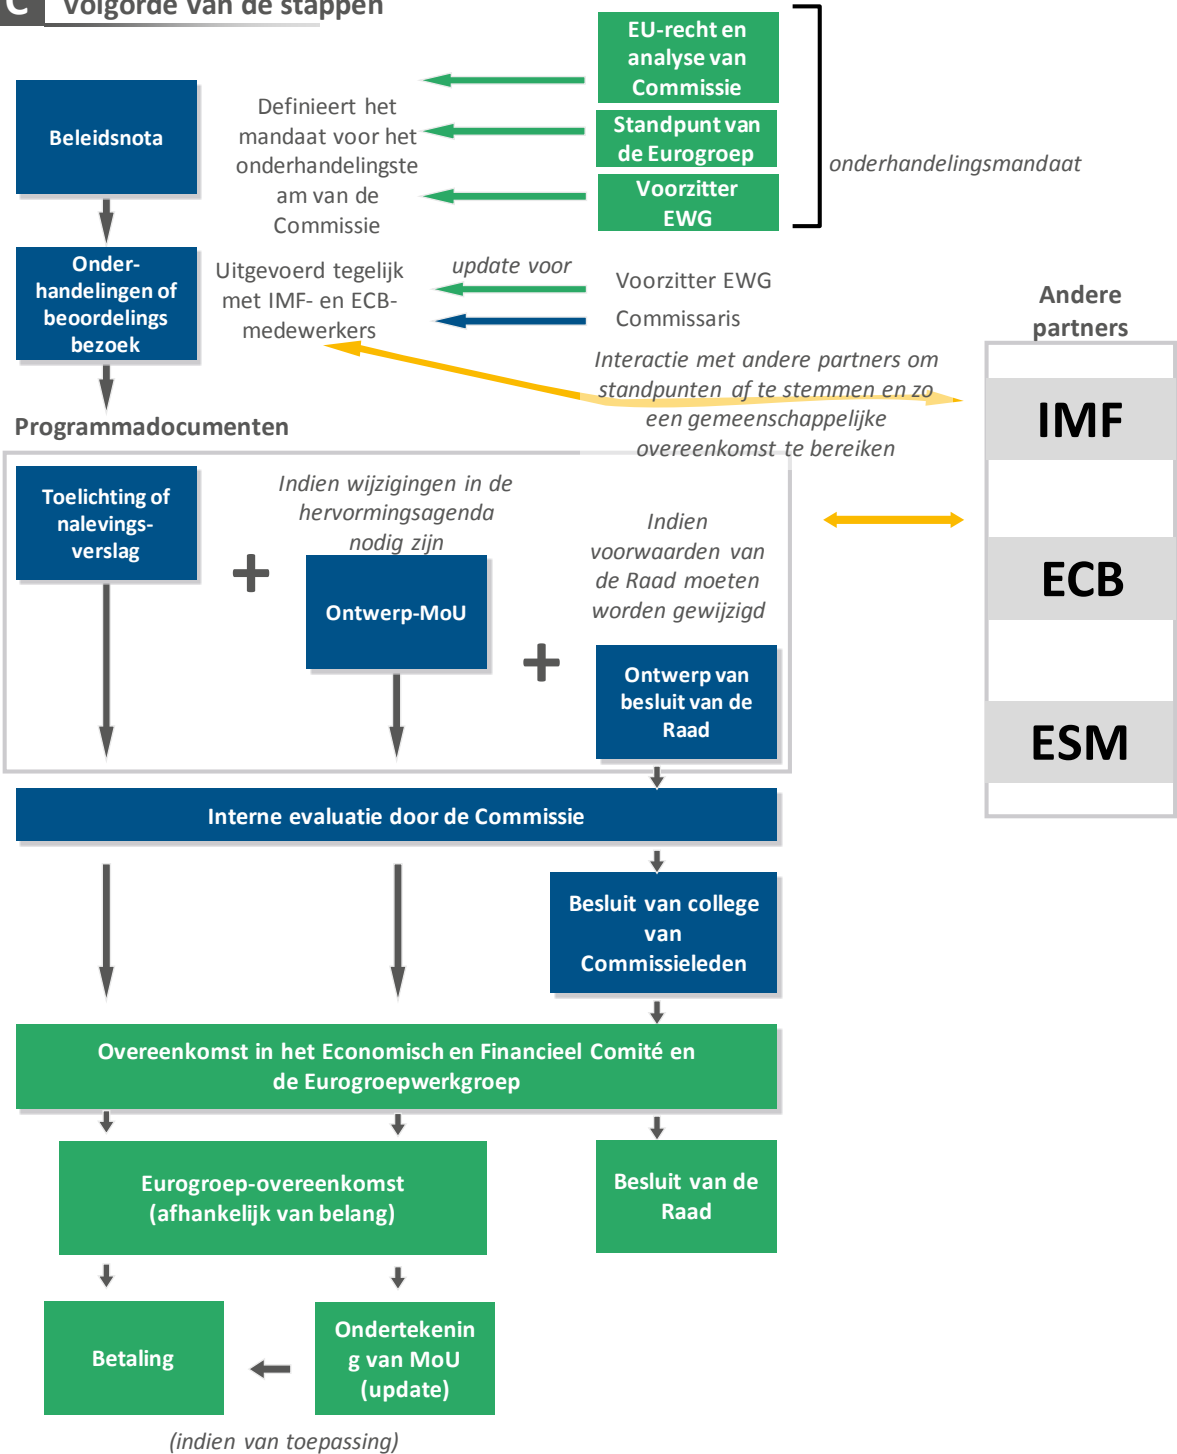 C Volgorde van de stappen
EU-recht en
analyse van
Commissie
Standpunt van
de Eurogroep
Voorzitter
EWG
onderhandelingsmandaat
Beleidsnota
Definieert het
mandaat voor het
onderhandelingste
am van de
Commissie
Onder-
handelingen of
beoordelings
bezoek
Uitgevoerd tegelijk
met IMF- en ECB-
medewerkers
update voor
Voorzitter EWG
Commissaris
Interactie met andere partners om
standpunten af te stemmen en zo
een gemeenschappelijke
overeenkomst te bereiken
Andere
partners
IMF
ECB
ESM
Programmadocumenten
Toelichting of
nalevings-
verslag
Indien wijzigingen in de
hervormingsagenda
nodig zijn
Ontwerp-MoU
Indien
voorwaarden van
de Raad moeten
worden gewijzigd
Ontwerp van
besluit van de
Raad
Interne evaluatie door de Commissie
Besluit van college
van
Commissieleden
Overeenkomst in het Economisch en Financieel Comité en
de Eurogroepwerkgroep
Eurogroep-overeenkomst
(afhankelijk van belang)
Besluit van de
Raad
Betaling
Ondertekenin
g van MoU
(update)
(indien van toepassing)